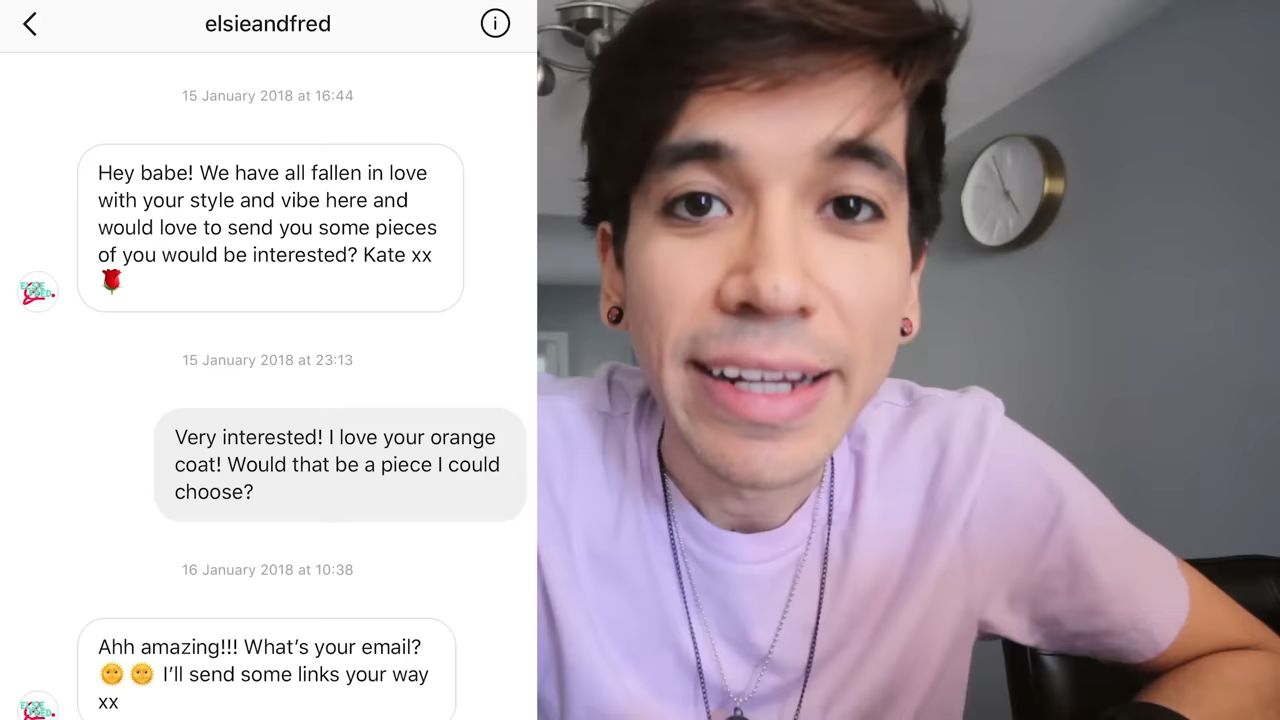 elsieandfred
15 January 2018 at 16:44
Hey babe! We have all fallen in love
with your style and vibe here and
would love to send you some pieces
of you would be interested? Kate xx
🌹
15 January 2018 at 23:13
Very interested! I love your orange
coat! Would that be a piece I could
choose?
16 January 2018 at 10:38
Ahh amazing!!! What's your email?
🌞 🌞 I'll send some links your way
xx